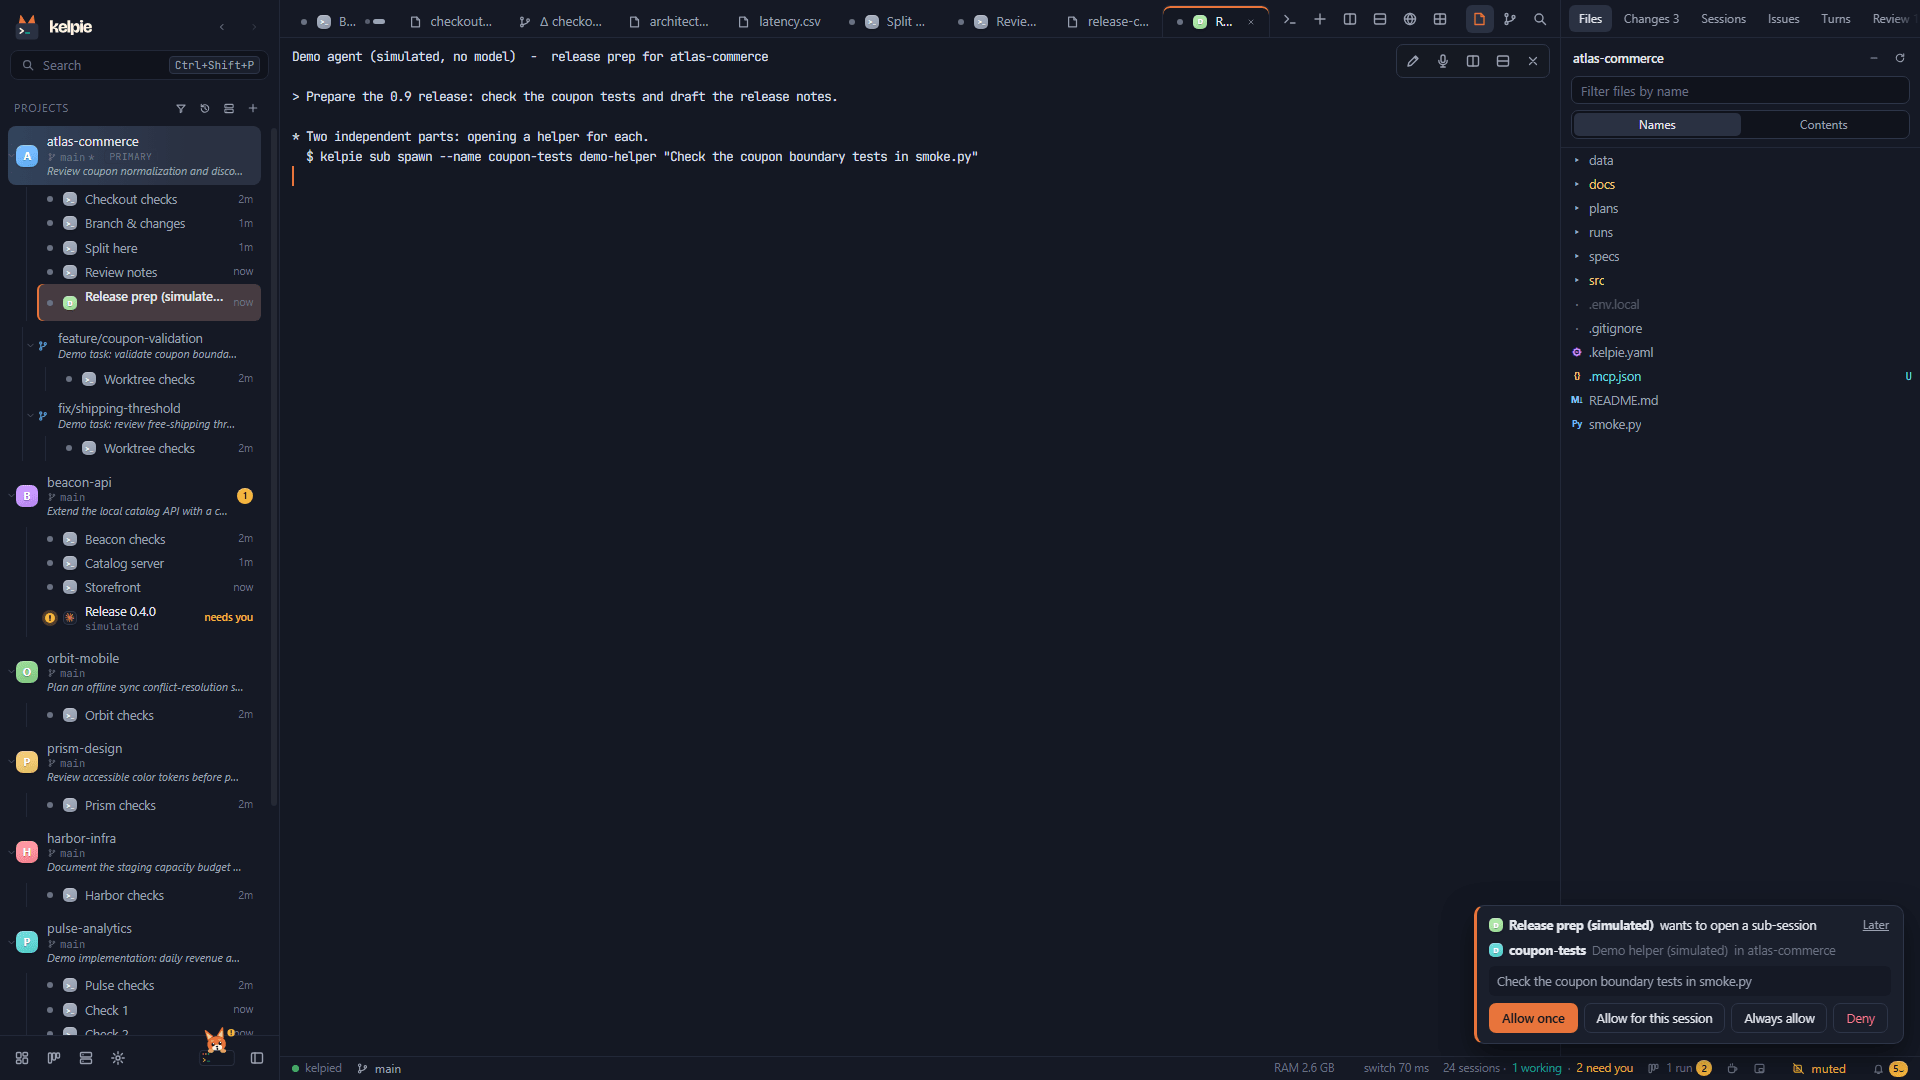 kelpie
Search Ctrl+Shift+P
PROJECTS
A atlas-commerce
main * PRIMARY
Review coupon normalization and disco...
Checkout checks 2m
Branch & changes 1m
Split here 1m
Review notes now
Release prep (simulate... now
feature/coupon-validation
Demo task: validate coupon bounda...
Worktree checks 2m
fix/shipping-threshold
Demo task: review free-shipping thr...
Worktree checks 2m
B beacon-api
main 1
Extend the local catalog API with a c...
Beacon checks 2m
Catalog server 1m
Storefront now
Release 0.4.0 needs you
simulated
O orbit-mobile
main
Plan an offline sync conflict-resolution s...
Orbit checks 2m
P prism-design
main
Review accessible color tokens before p...
Prism checks 2m
H harbor-infra
main
Document the staging capacity budget ...
Harbor checks 2m
P pulse-analytics
main
Demo implementation: daily revenue a...
Pulse checks 2m
Check 1 now
Check 2 now
B... checkout... Δ checko... architect... latency.csv Split ... Revie... release-c... R...
Demo agent (simulated, no model) - release prep for atlas-commerce
> Prepare the 0.9 release: check the coupon tests and draft the release notes.
* Two independent parts: opening a helper for each.
$ kelpie sub spawn --name coupon-tests demo-helper "Check the coupon boundary tests in smoke.py"
Files Changes 3 Sessions Issues Turns Review
atlas-commerce
Filter files by name
Names Contents
data
docs
plans
runs
specs
src
.env.local
.gitignore
.kelpie.yaml
{} .mcp.json U
M↓ README.md
Py smoke.py
Release prep (simulated) wants to open a sub-session Later
coupon-tests Demo helper (simulated) in atlas-commerce
Check the coupon boundary tests in smoke.py
Allow once Allow for this session Always allow Deny
kelpied main RAM 2.6 GB switch 70 ms 24 sessions · 1 working · 2 need you 1 run 2 muted